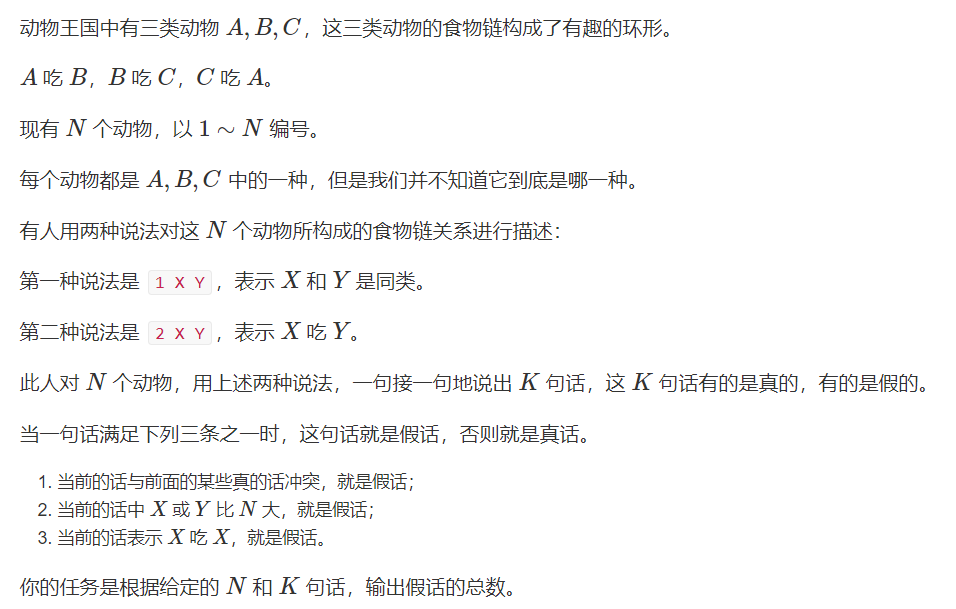 动物王国中有三类动物 A,B,C，这三类动物的食物链构成了有趣的环形。
A 吃 B，B 吃 C，C 吃 A。
现有 N 个动物，以 1∼N 编号。
每个动物都是 A,B,C 中的一种，但是我们并不知道它到底是哪一种。
有人用两种说法对这 N 个动物所构成的食物链关系进行描述：
第一种说法是 1 X Y，表示 X 和 Y 是同类。
第二种说法是 2 X Y，表示 X 吃 Y。
此人对 N 个动物，用上述两种说法，一句接一句地说出 K 句话，这 K 句话有的是真的，有的是假的。
当一句话满足下列三条之一时，这句话就是假话，否则就是真话。
1. 当前的话与前面的某些真的话冲突，就是假话；
2. 当前的话中 X 或 Y 比 N 大，就是假话；
3. 当前的话表示 X 吃 X，就是假话。
你的任务是根据给定的 N 和 K 句话，输出假话的总数。